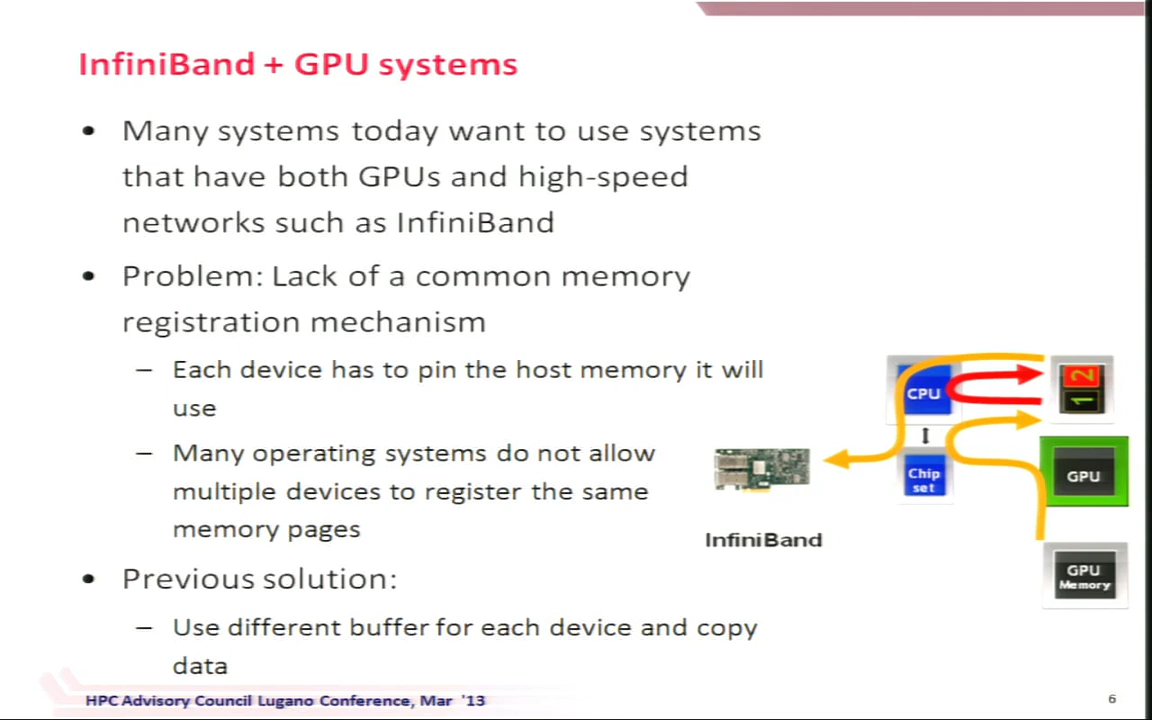 InfiniBand + GPU systems
• Many systems today want to use systems
that have both GPUs and high-speed
networks such as InfiniBand
• Problem: Lack of a common memory
registration mechanism
– Each device has to pin the host memory it will
use
– Many operating systems do not allow
multiple devices to register the same
memory pages
• Previous solution:
– Use different buffer for each device and copy
data
CPU
2
1
Chip
set
GPU
InfiniBand
GPU
Memory
HPC Advisory Council Lugano Conference, Mar '13
6